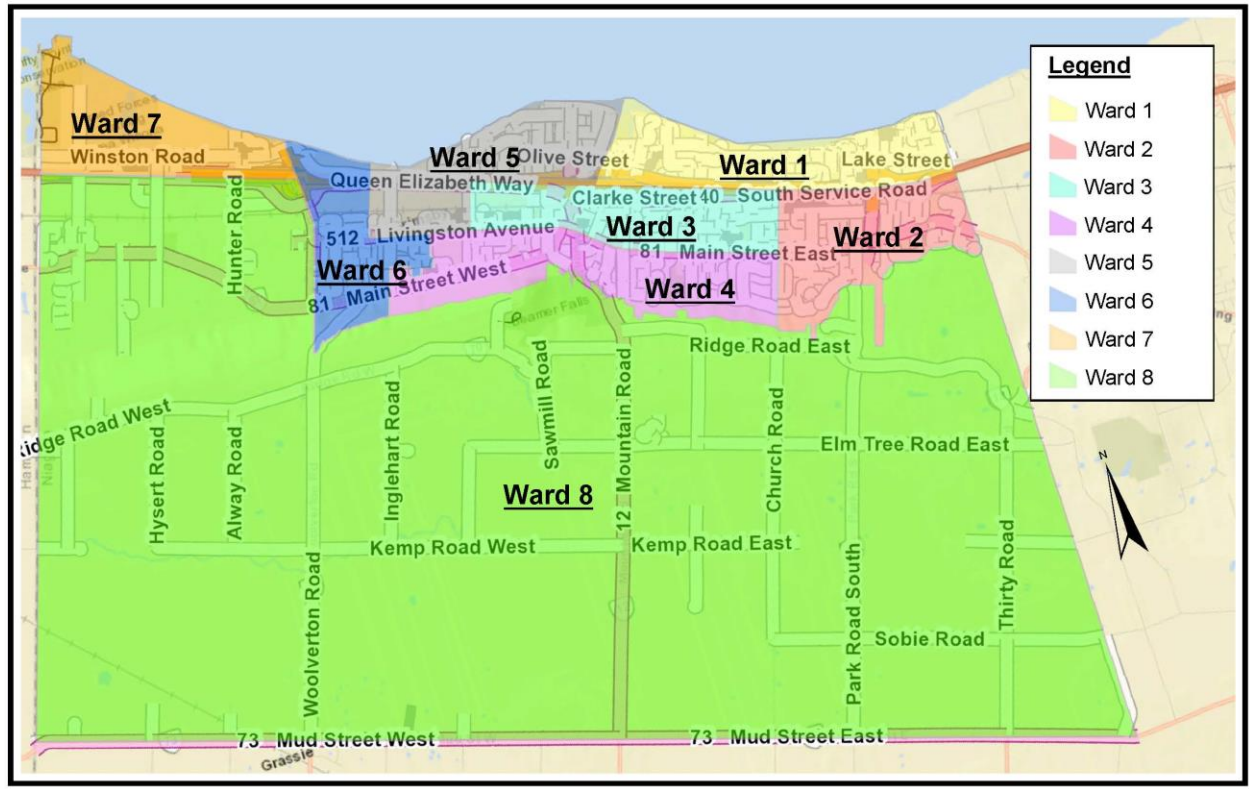 Legend
Ward 1
Ward 2
Ward 3
Ward 4
Ward 5
Ward 6
Ward 7
Ward 8
Ward 7
Winston Road
Ward 5
Olive Street
Ward 1
Lake Street
Queen Elizabeth Way
Clarke Street 40 South Service Road
Hunter Road
512 Livingston Avenue
Ward 3
Ward 2
81 Main Street East
Ward 6
81 Main Street West
Ward 4
Beamer Falls
Ridge Road East
Ridge Road West
Hysert Road
Alway Road
Inglehart Road
Sawmill Road
12 Mountain Road
Church Road
Elm Tree Road East
N
Ward 8
Kemp Road West
Kemp Road East
Woolverton Road
Park Road South
Thirty Road
Sobie Road
73 Mud Street West
73 Mud Street East
Grassie